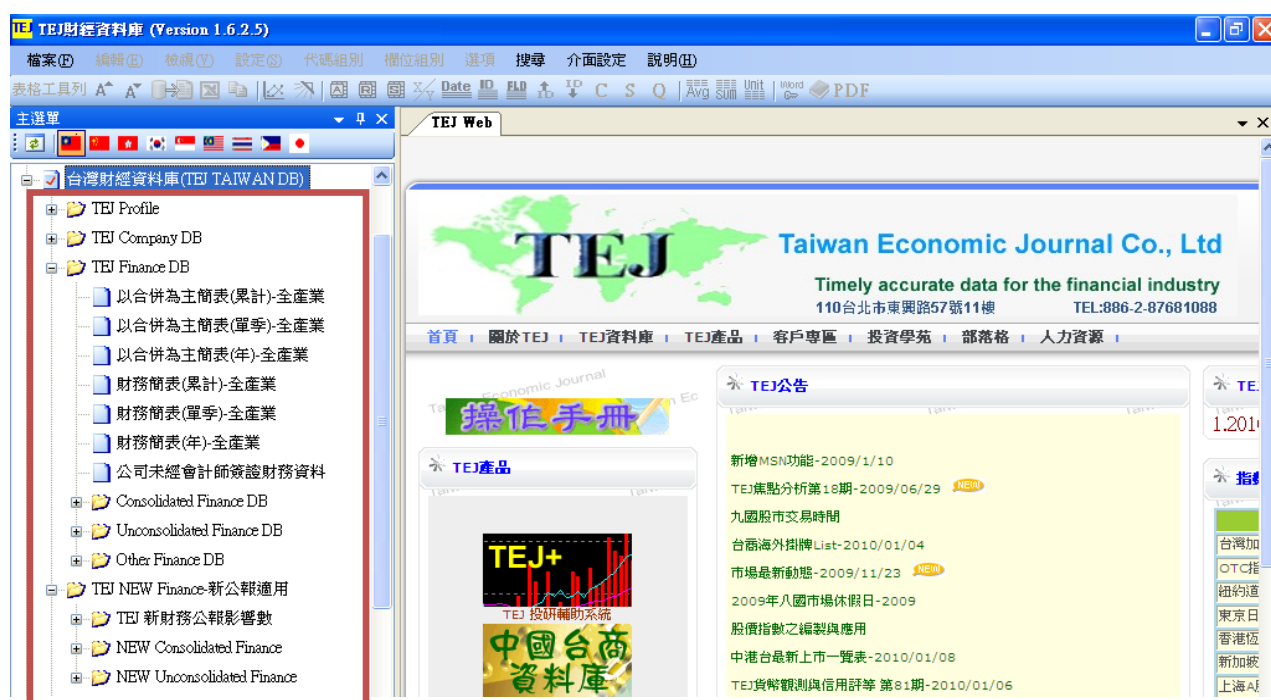 TEJ TEJ財經資料庫 (Version 1.6.2.5)
檔案(F) 編輯(E) 檢視(V) 設定(S) 代碼組別 欄位組別 選項 搜尋 介面設定 說明(H)
表格工具列 A A Date ID FLD ID C S Q Avg Sum Unit Word PDF
主選單
TEJ Web
台灣財經資料庫(TEJ TAIWAN DB)
TEJ Profile
TEJ Company DB
TEJ Finance DB
以合併為主簡表(累計)-全產業
以合併為主簡表(單季)-全產業
以合併為主簡表(年)-全產業
財務簡表(累計)-全產業
財務簡表(單季)-全產業
財務簡表(年)-全產業
公司未經會計師簽證財務資料
Consolidated Finance DB
Unconsolidated Finance DB
Other Finance DB
TEJ NEW Finance-新公報適用
TEJ 新財務公報影響數
NEW Consolidated Finance
NEW Unconsolidated Finance
TEJ
Taiwan Economic Journal Co., Ltd
Timely accurate data for the financial industry
110台北市東興路57號11樓 TEL:886-2-87681088
首頁 關於TEJ TEJ資料庫 TEJ產品 客戶專區 投資學苑 部落格 人力資源
操作手冊
TEJ產品
TEJ+
TEJ 投研輔助系統
中國台商
資料庫
TEJ公告
新增MSN功能-2009/1/10
TEJ焦點分析第18期-2009/06/29 NEW
九國股市交易時間
台商海外掛牌List-2010/01/04
市場最新動態-2009/11/23 NEW
2009年八國市場休假日-2009
股價指數之編製與應用
中港台最新上市一覽表-2010/01/08
TEJ貨幣觀測與信用評等 第81期-2010/01/06
TE
1.201
指
台灣加
OTC指
紐約道
東京日
香港恆
新加坡
上海A